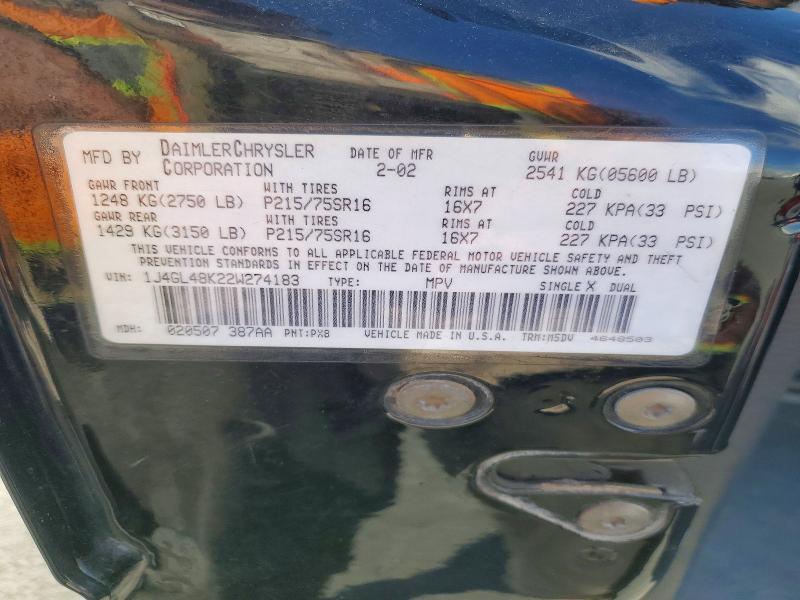 MFD BY DAIMLERCHRYSLER CORPORATION DATE OF MFR 2-02 GVWR 2541 KG(05600 LB)
GAWR FRONT WITH TIRES RIMS AT COLD
1248 KG(2750 LB) P215/75SR16 16X7 227 KPA(33 PSI)
GAWR REAR WITH TIRES RIMS AT COLD
1429 KG(3150 LB) P215/75SR16 16X7 227 KPA(33 PSI)
THIS VEHICLE CONFORMS TO ALL APPLICABLE FEDERAL MOTOR VEHICLE SAFETY AND THEFT
PREVENTION STANDARDS IN EFFECT ON THE DATE OF MANUFACTURE SHOWN ABOVE.
VIN: 1J4GL48K22W274183 TYPE: MPV SINGLE X DUAL
MDH: 020507 387AA PNT:PX8 VEHICLE MADE IN U.S.A. TRM:M5DV 4648503